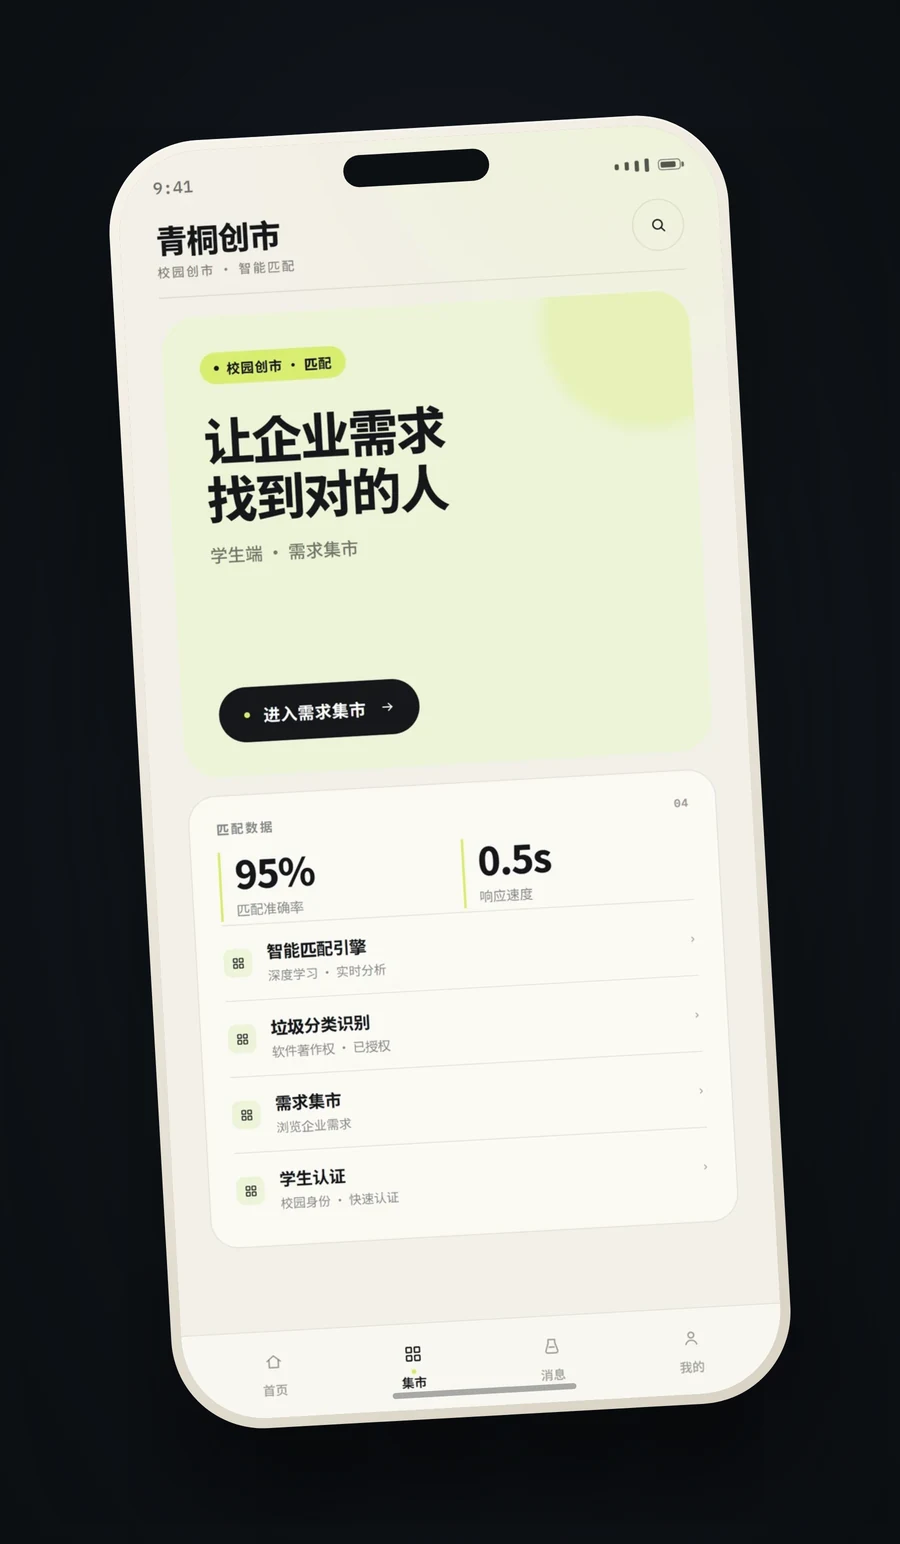 9:41
青桐创市
校园创市 · 智能匹配
• 校园创市 · 匹配
让企业需求
找到对的人
学生端 · 需求集市
• 进入需求集市 →
匹配数据
04
95%
0.5s
匹配准确率
响应速度
智能匹配引擎
深度学习 · 实时分析
垃圾分类识别
软件著作权 · 已授权
需求集市
浏览企业需求
学生认证
校园身份 · 快速认证
首页
集市
消息
我的